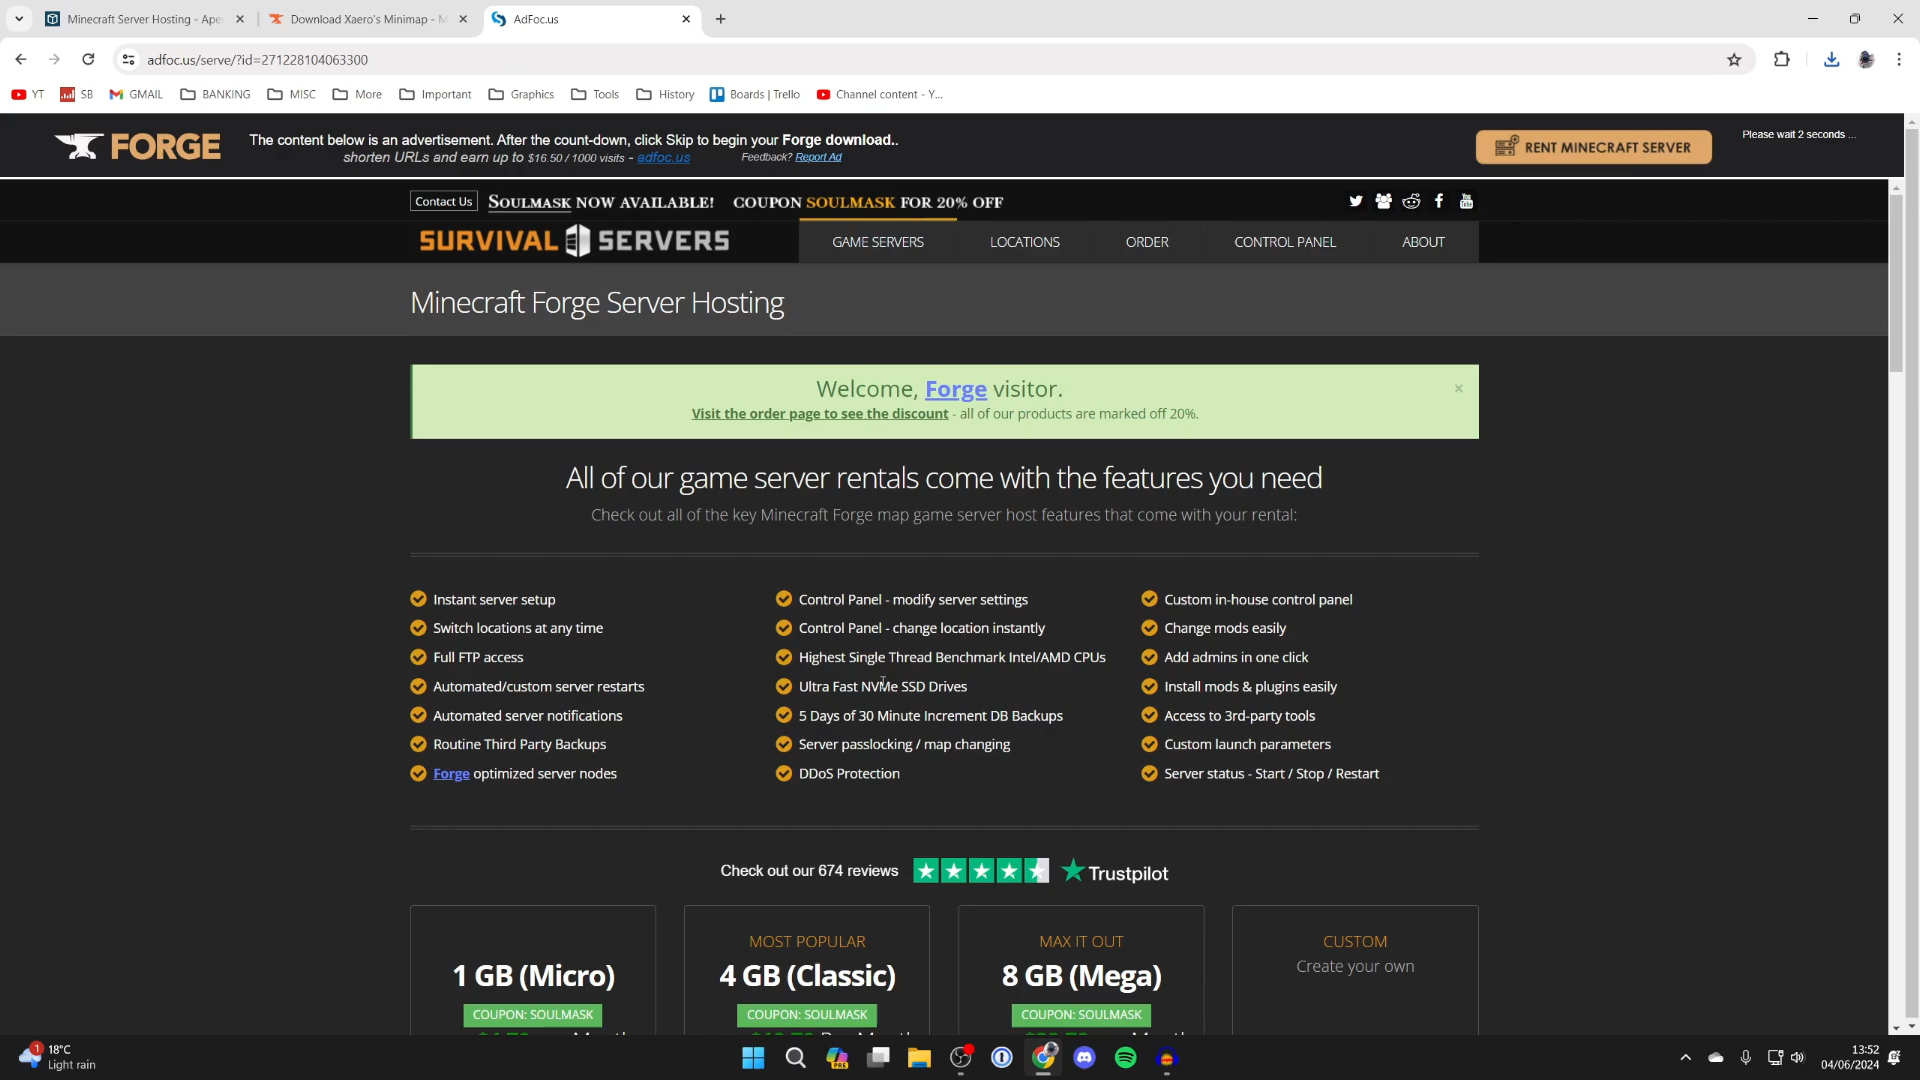 Minecraft Server Hosting - Ape
Download Xaero's Minimap - M
AdFoc.us
adfoc.us/serve/?id=271228104063300
YT
SB
GMAIL
BANKING
MISC
More
Important
Graphics
Tools
History
Boards | Trello
Channel content - Y...
FORGE
The content below is an advertisement. After the count-down, click Skip to begin your Forge download..
shorten URLs and earn up to $16.50 / 1000 visits - adfoc.us
Feedback? Report Ad
RENT MINECRAFT SERVER
Please wait 2 seconds ...
Contact Us
SOULMASK NOW AVAILABLE! COUPON SOULMASK FOR 20% OFF
SURVIVAL SERVERS
GAME SERVERS
LOCATIONS
ORDER
CONTROL PANEL
ABOUT
Minecraft Forge Server Hosting
Welcome, Forge visitor.
Visit the order page to see the discount - all of our products are marked off 20%.
All of our game server rentals come with the features you need
Check out all of the key Minecraft Forge map game server host features that come with your rental:
Instant server setup
Switch locations at any time
Full FTP access
Automated/custom server restarts
Automated server notifications
Routine Third Party Backups
Forge optimized server nodes
Control Panel - modify server settings
Control Panel - change location instantly
Highest Single Thread Benchmark Intel/AMD CPUs
Ultra Fast NVMe SSD Drives
5 Days of 30 Minute Increment DB Backups
Server passlocking / map changing
DDoS Protection
Custom in-house control panel
Change mods easily
Add admins in one click
Install mods & plugins easily
Access to 3rd-party tools
Custom launch parameters
Server status - Start / Stop / Restart
Check out our 674 reviews
Trustpilot
1 GB (Micro)
COUPON: SOULMASK
MOST POPULAR
4 GB (Classic)
COUPON: SOULMASK
MAX IT OUT
8 GB (Mega)
COUPON: SOULMASK
CUSTOM
Create your own
1
18°C
Light rain
PRE
13:52
04/06/2024